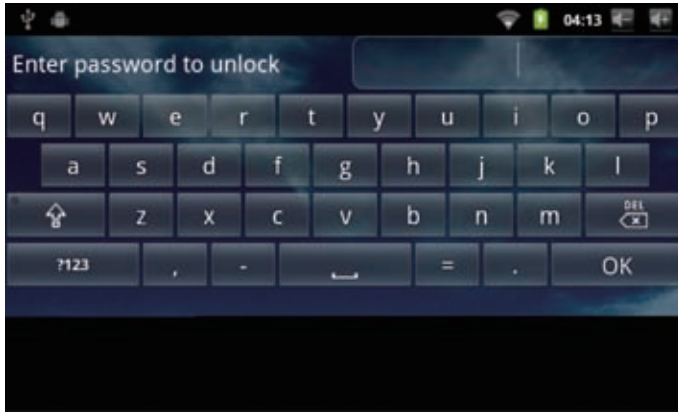 04:13
Enter password to unlock
q w e r t y u i o p
a s d f g h j k l
z x c v b n m DEL
?123 , - = . OK